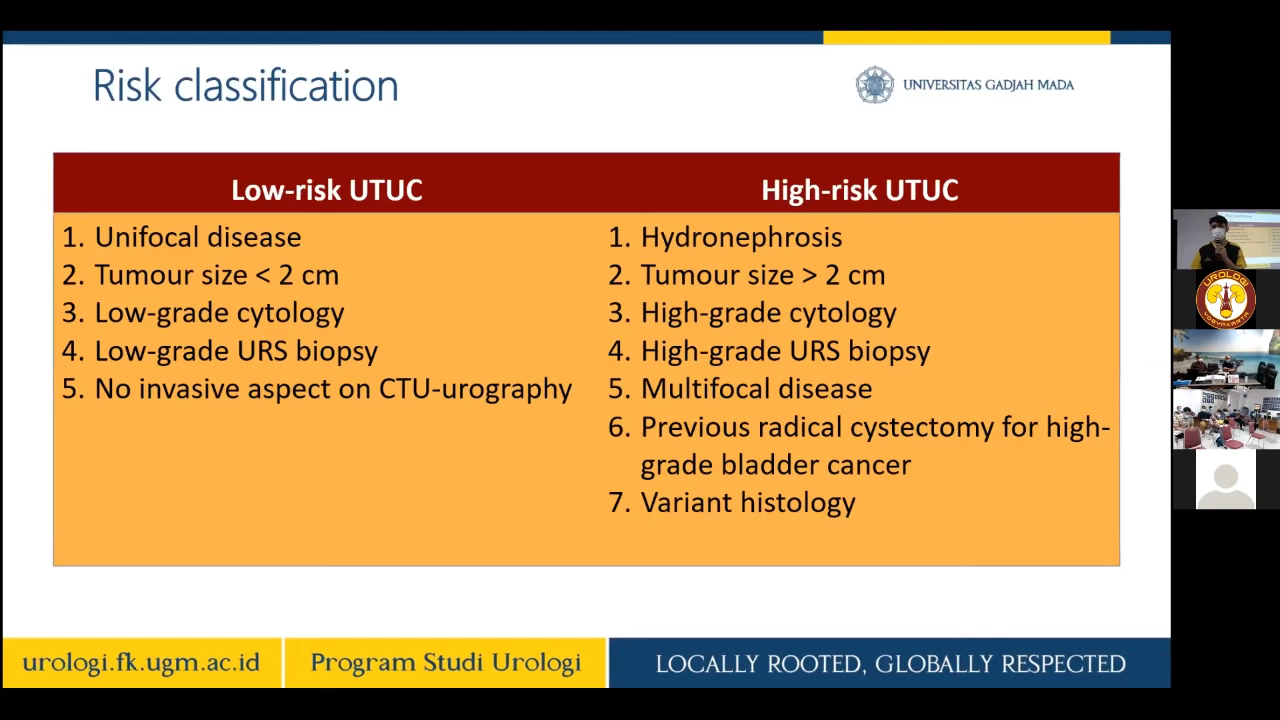 Risk classification
UNIVERSITAS GADJAH MADA
Low-risk UTUC
1. Unifocal disease
2. Tumour size < 2 cm
3. Low-grade cytology
4. Low-grade URS biopsy
5. No invasive aspect on CTU-urography
High-risk UTUC
1. Hydronephrosis
2. Tumour size > 2 cm
3. High-grade cytology
4. High-grade URS biopsy
5. Multifocal disease
6. Previous radical cystectomy for high-
grade bladder cancer
7. Variant histology
urologi.fk.ugm.ac.id
Program Studi Urologi
LOCALLY ROOTED, GLOBALLY RESPECTED
UROLOGI
YOGYAKARTA